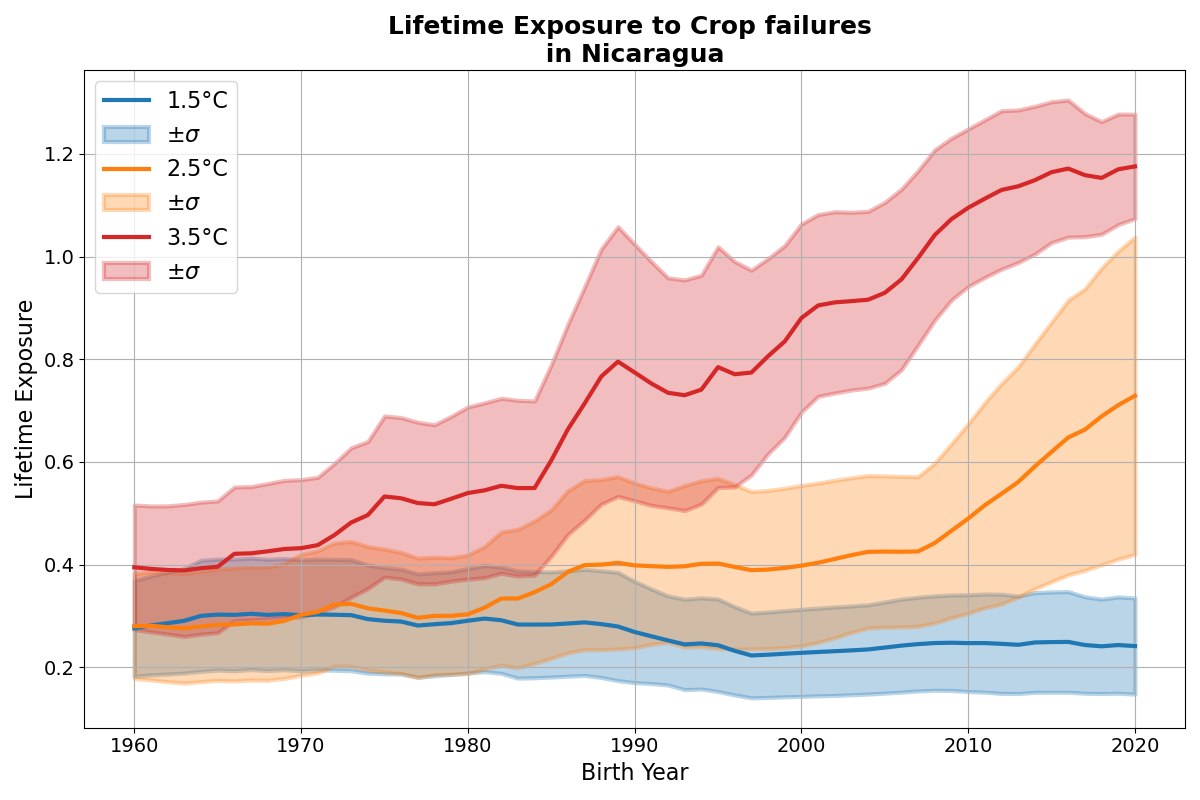 Lifetime Exposure to Crop failures
in Nicaragua
1.5°C
±σ
2.5°C
±σ
3.5°C
±σ
Lifetime Exposure
1.2
1.0
0.8
0.6
0.4
0.2
1960 1970 1980 1990 2000 2010 2020
Birth Year